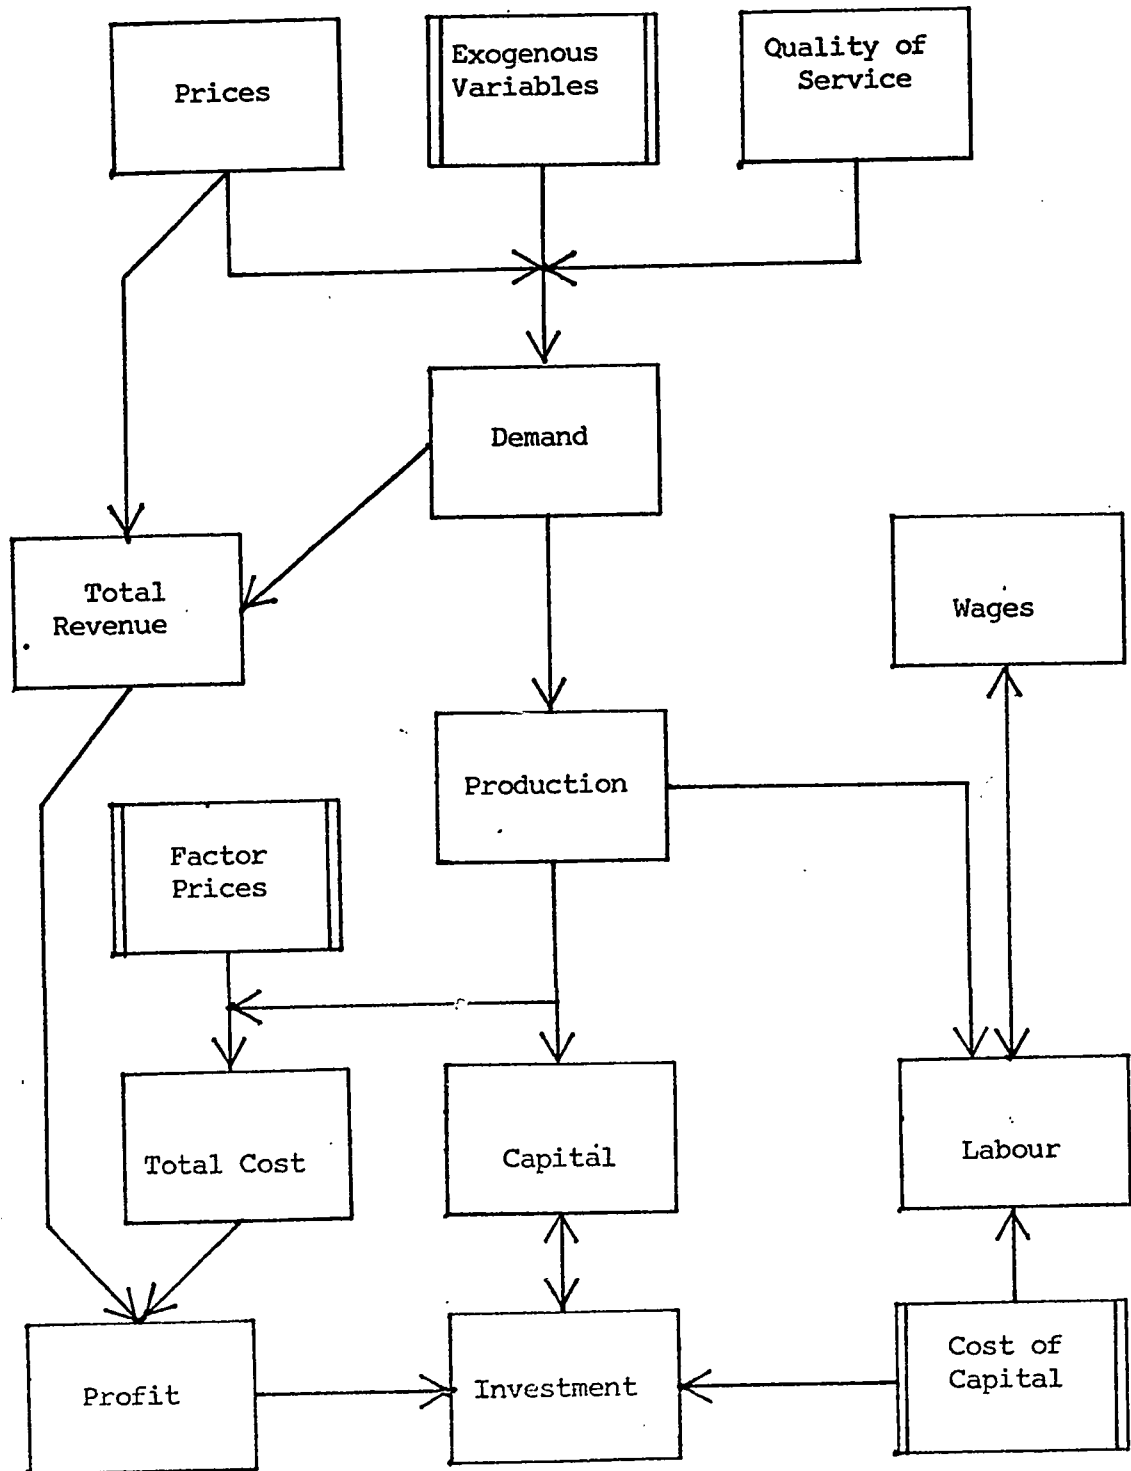 Prices
Exogenous
Variables
Quality of
Service
Demand
Total
Revenue
Wages
Production
Factor
Prices
Total Cost
Capital
Labour
Profit
Investment
Cost of
Capital